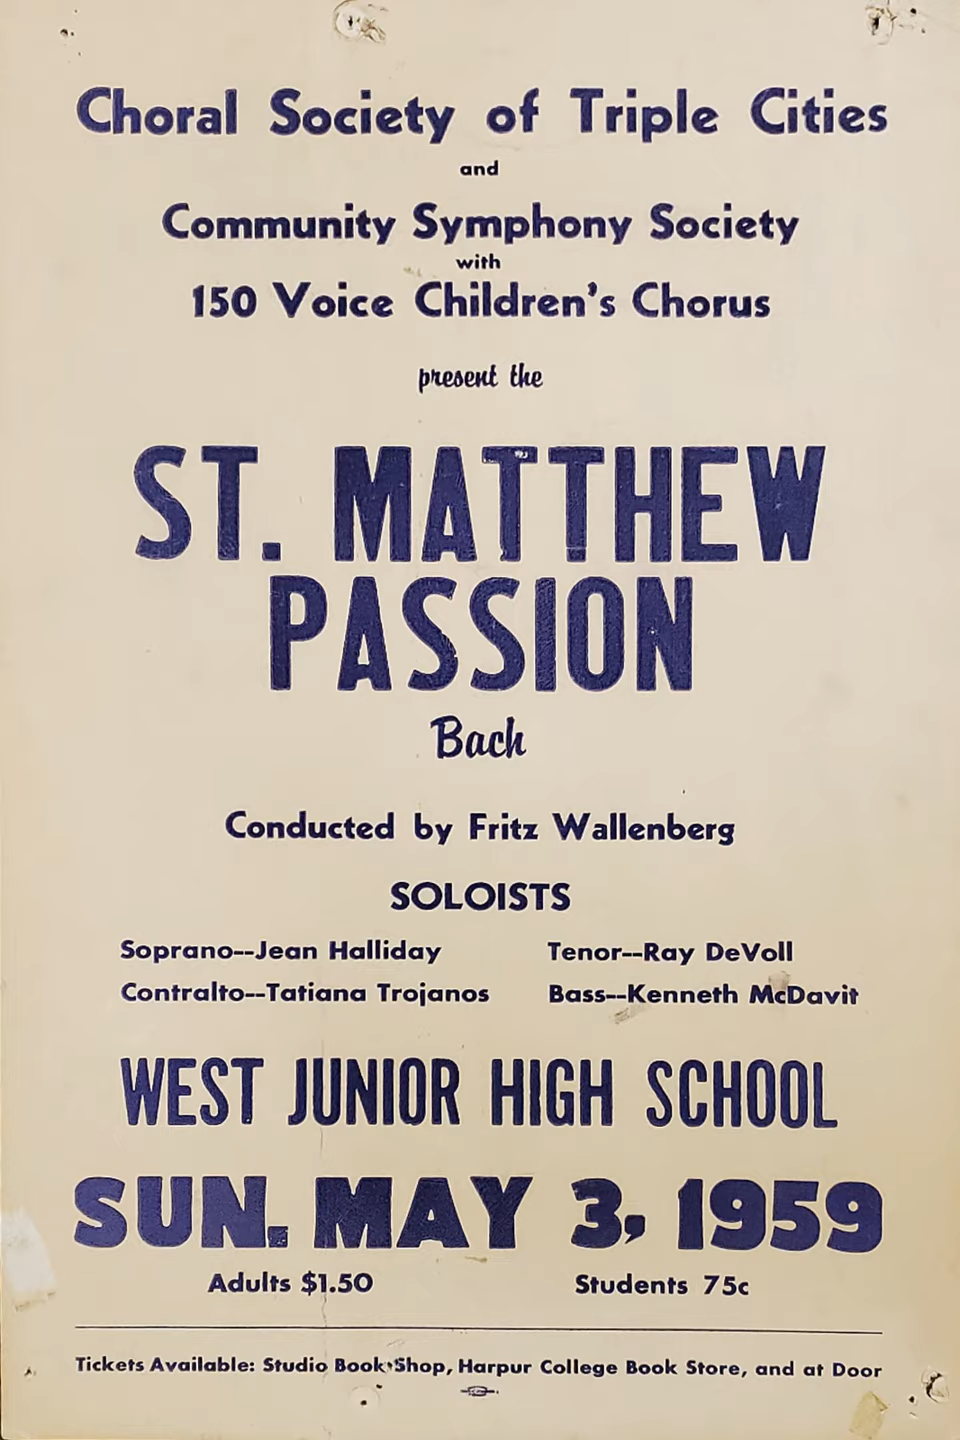 Choral Society of Triple Cities
and
Community Symphony Society
with
150 Voice Children's Chorus
present the
ST. MATTHEW
PASSION
Bach
Conducted by Fritz Wallenberg
SOLOISTS
Soprano--Jean Halliday Tenor--Ray DeVoll
Contralto--Tatiana Trojanos Bass--Kenneth McDavit
WEST JUNIOR HIGH SCHOOL
SUN. MAY 3, 1959
Adults $1.50 Students 75c
Tickets Available: Studio Book Shop, Harpur College Book Store, and at Door